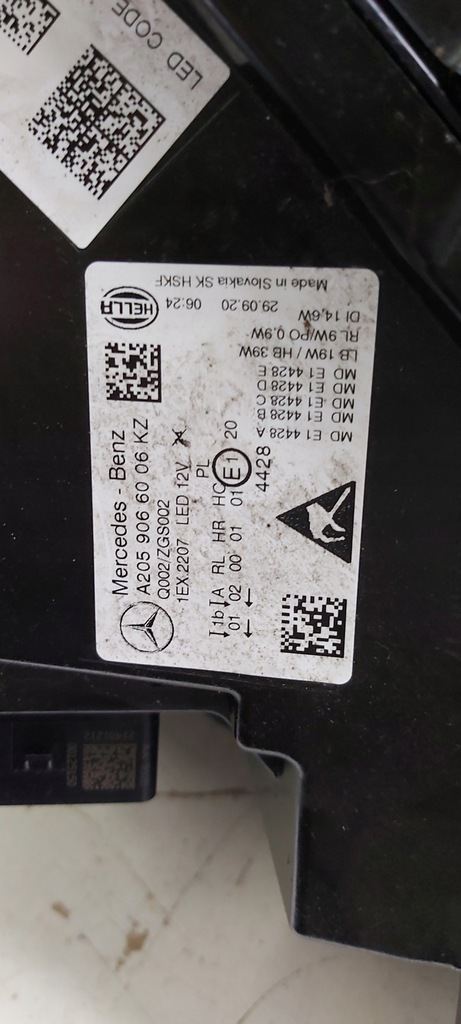 LED CODE
Mercedes - Benz
A205 906 60 06 KZ
Q002/ZGS002
1EX.2207 LED 12V
1b A RL HR HC PL
01 02 00 01 01
E1 20
4428
HELLA
Made in Slovakia SK HSKF
29.09.20 06:24
DI 14,6W
RL 9W/PO 0,9W
LB 19W / HB 39W
MD E1 4428 E
MD E1 4428 D
MD E1 4428 C
MD E1 4428 B
MD E1 4428 A